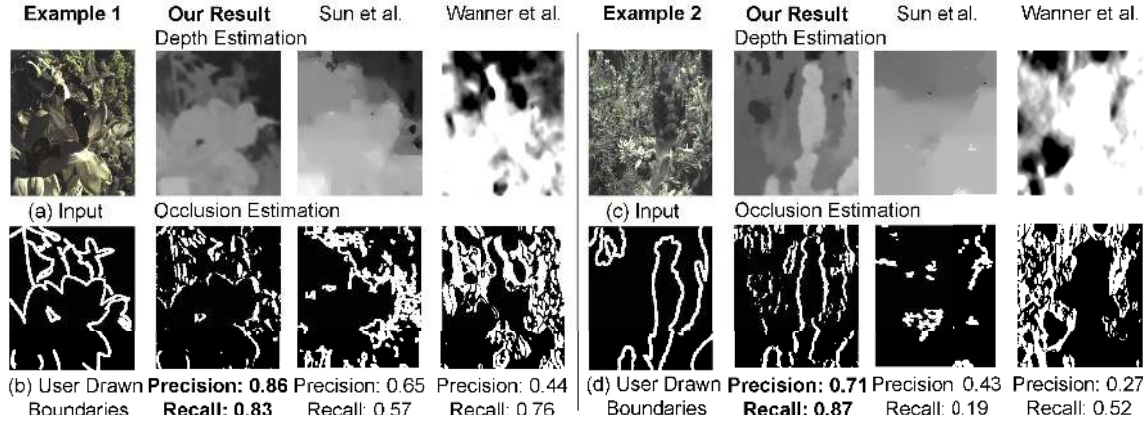 Example 1 Our Result Sun et al. Wanner et al. Example 2 Our Result Sun et al. Wanner et al.
Depth Estimation Depth Estimation
(a) Input Occlusion Estimation (c) Input Occlusion Estimation
(b) User Drawn Precision: 0.86 Precision: 0.65 Precision: 0.44 (d) User Drawn Precision: 0.71 Precision 0.43 Precision: 0.27
Boundaries Recall: 0.83 Recall: 0.57 Recall: 0.76 Boundaries Recall: 0.87 Recall: 0.19 Recall: 0.52